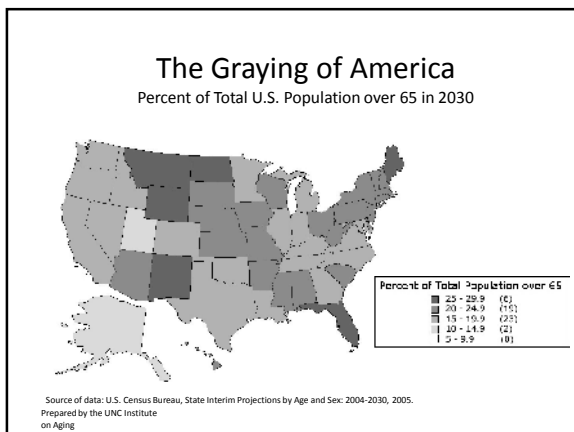 The Graying of America
Percent of Total U.S. Population over 65 in 2030
Percent of Total Population over 65
25 - 29.9 (6)
20 - 24.9 (19)
15 - 19.9 (23)
10 - 14.9 (2)
5 - 9.9 (0)
Source of data: U.S. Census Bureau, State Interim Projections by Age and Sex: 2004-2030, 2005.
Prepared by the UNC Institute
on Aging